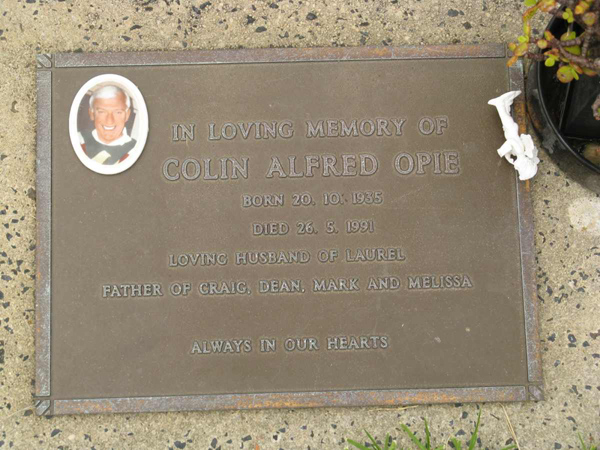 IN LOVING MEMORY OF
COLIN ALFRED OPIE
BORN 20. 10. 1935
DIED 26. 5. 1991
LOVING HUSBAND OF LAUREL
FATHER OF CRAIG, DEAN, MARK AND MELISSA
ALWAYS IN OUR HEARTS